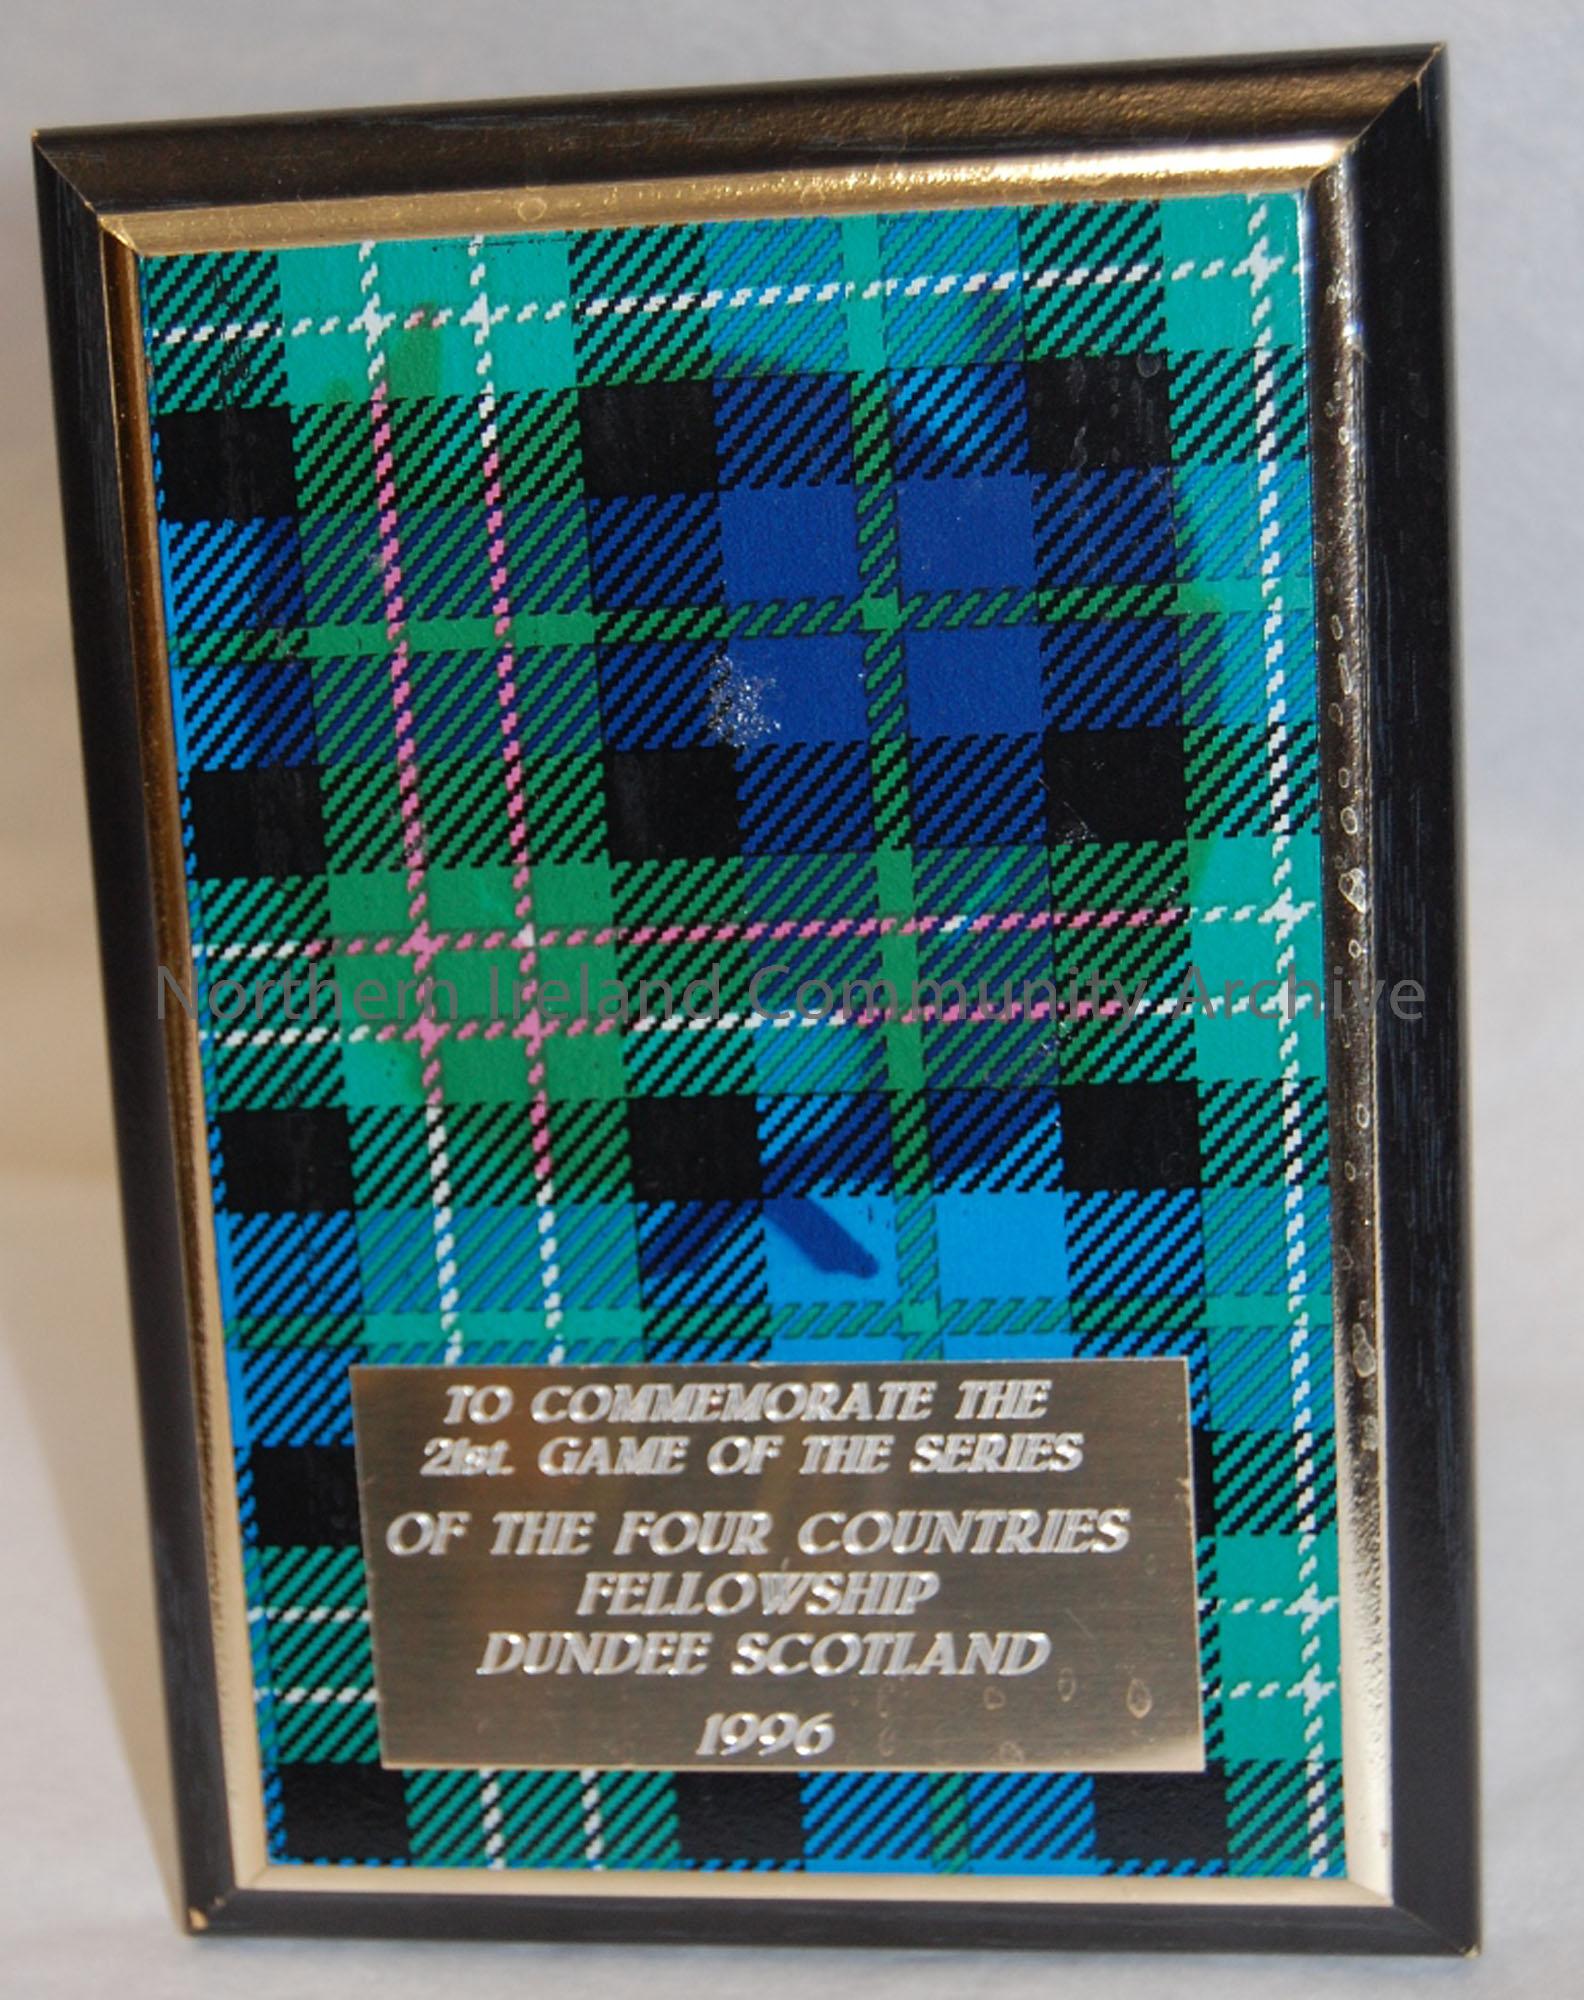 Northern Ireland Community Archive
TO COMMEMORATE THE
21st. GAME OF THE SERIES
OF THE FOUR COUNTRIES
FELLOWSHIP
DUNDEE SCOTLAND
1996